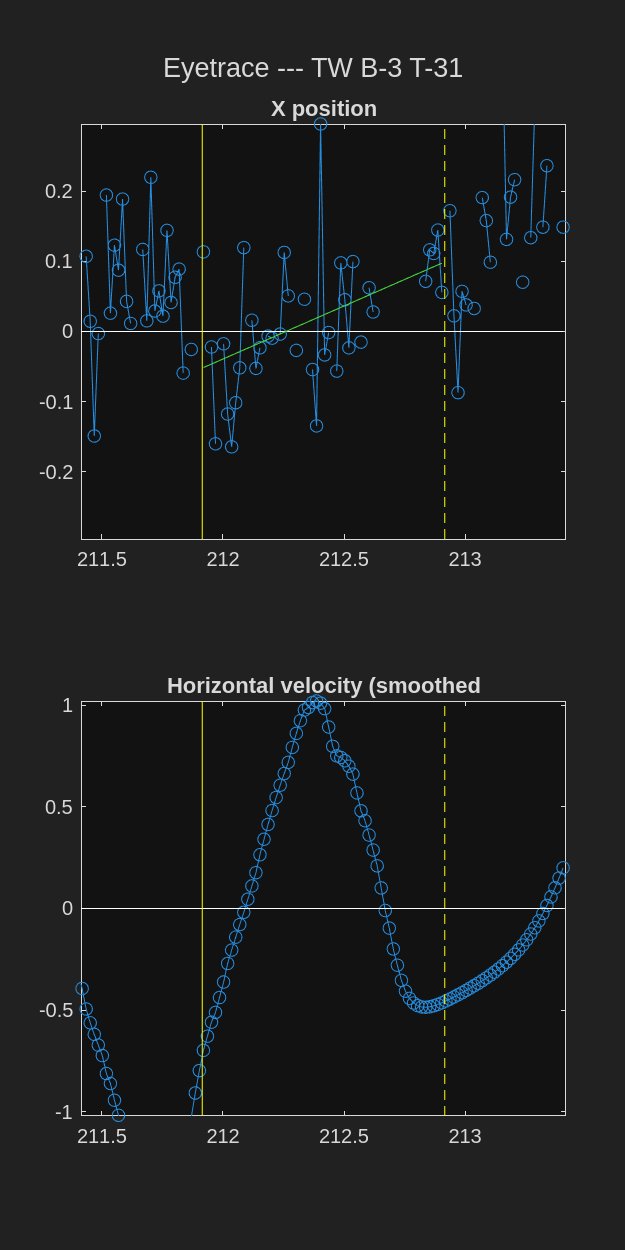 Eyetrace --- TW B-3 T-31
X position
0.2
0.1
0
-0.1
-0.2
211.5 212 212.5 213
Horizontal velocity (smoothed
1
0.5
0
-0.5
-1
211.5 212 212.5 213